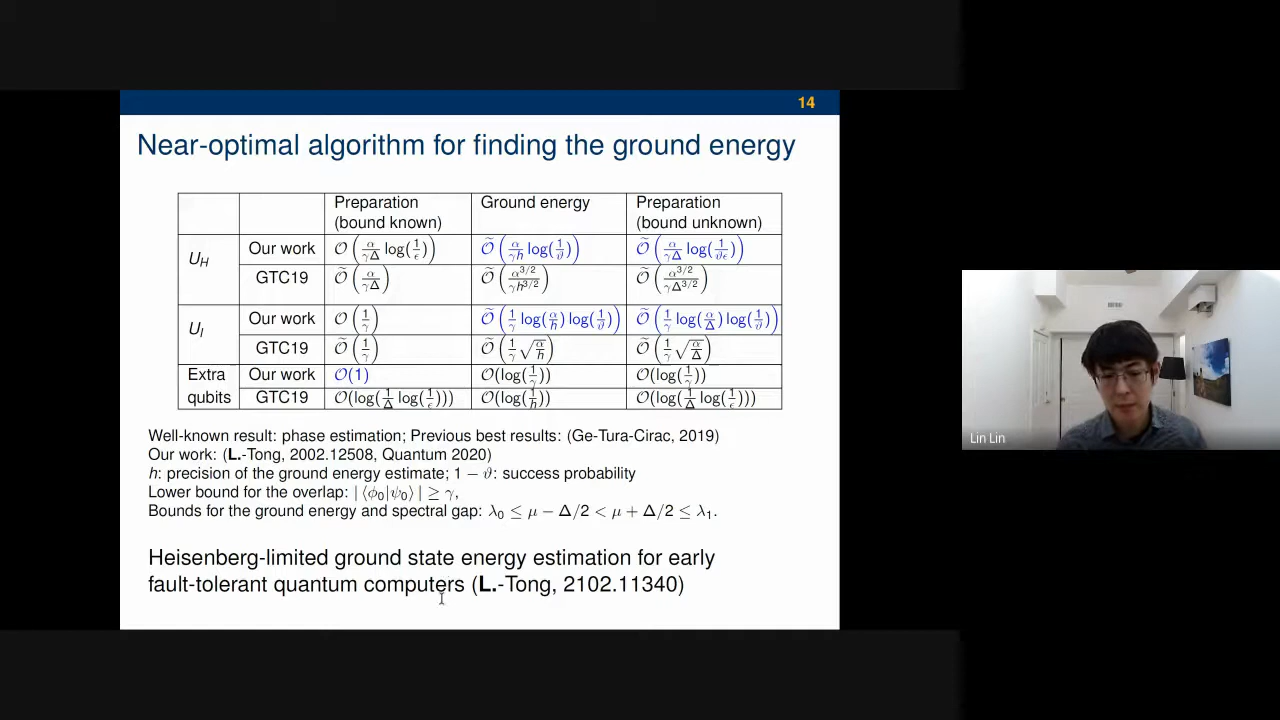 14
Near-optimal algorithm for finding the ground energy
Preparation (bound known) Ground energy Preparation (bound unknown)
U_H Our work O(α/(γΔ) log(1/ϵ)) Õ(α/(γh) log(1/ϑ)) Õ(α/(γΔ) log(1/(ϑϵ)))
GTC19 Õ(α/(γΔ)) Õ(α^{3/2}/(γh^{3/2})) Õ(α^{3/2}/(γΔ^{3/2}))
U_I Our work O(1/γ) Õ(1/γ log(α/h) log(1/ϑ)) Õ(1/γ log(α/Δ) log(1/ϑ))
GTC19 Õ(1/γ) Õ(1/γ √(α/h)) Õ(1/γ √(α/Δ))
Extra qubits Our work O(1) O(log(1/γ)) O(log(1/γ))
GTC19 O(log(1/Δ log(1/ϵ))) O(log(1/h)) O(log(1/Δ log(1/ϵ)))
Well-known result: phase estimation; Previous best results: (Ge-Tura-Cirac, 2019)
Our work: (L.-Tong, 2002.12508, Quantum 2020)
h: precision of the ground energy estimate; 1 − ϑ: success probability
Lower bound for the overlap: |⟨ϕ₀|ψ₀⟩| ≥ γ,
Bounds for the ground energy and spectral gap: λ₀ ≤ μ − Δ/2 < μ + Δ/2 ≤ λ₁.
Heisenberg-limited ground state energy estimation for early
fault-tolerant quantum computers (L.-Tong, 2102.11340)
Lin Lin